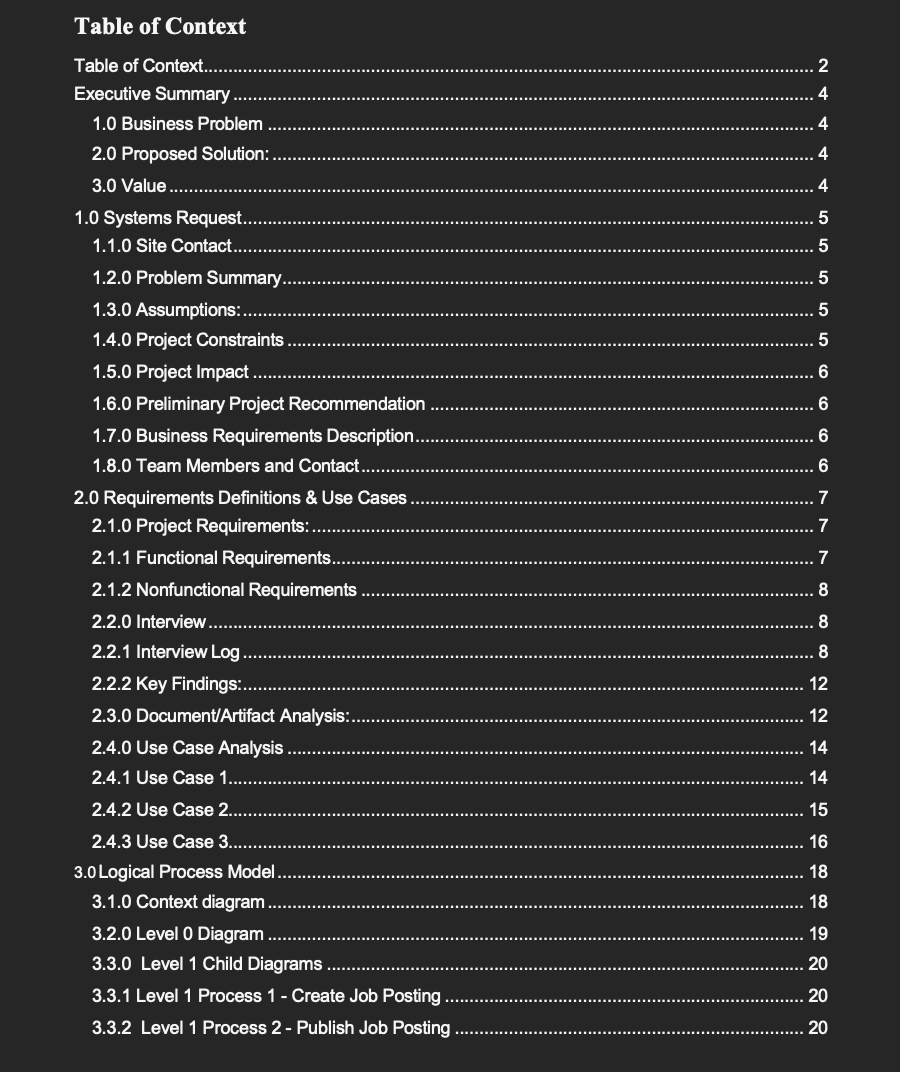 Table of Context
Table of Context 2
Executive Summary 4
1.0 Business Problem 4
2.0 Proposed Solution: 4
3.0 Value 4
1.0 Systems Request 5
1.1.0 Site Contact 5
1.2.0 Problem Summary 5
1.3.0 Assumptions: 5
1.4.0 Project Constraints 5
1.5.0 Project Impact 6
1.6.0 Preliminary Project Recommendation 6
1.7.0 Business Requirements Description 6
1.8.0 Team Members and Contact 6
2.0 Requirements Definitions & Use Cases 7
2.1.0 Project Requirements: 7
2.1.1 Functional Requirements 7
2.1.2 Nonfunctional Requirements 8
2.2.0 Interview 8
2.2.1 Interview Log 8
2.2.2 Key Findings: 12
2.3.0 Document/Artifact Analysis: 12
2.4.0 Use Case Analysis 14
2.4.1 Use Case 1 14
2.4.2 Use Case 2 15
2.4.3 Use Case 3 16
3.0 Logical Process Model 18
3.1.0 Context diagram 18
3.2.0 Level 0 Diagram 19
3.3.0 Level 1 Child Diagrams 20
3.3.1 Level 1 Process 1 - Create Job Posting 20
3.3.2 Level 1 Process 2 - Publish Job Posting 20